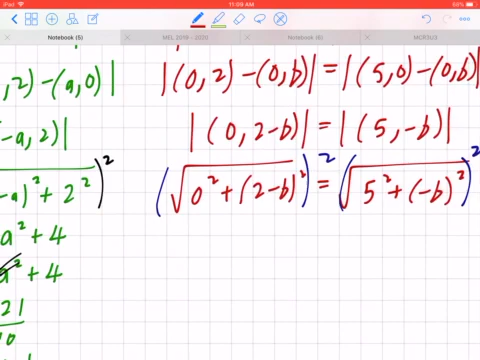 11:09 AM
69%
Notebook (5)
MEL 2019 - 2020
Notebook (6)
MCR3U3
, 2) - (a, 0) |
-a, 2) |
-a)² + 2² )²
a² + 4
a² + 4
21
10
| (0, 2) - (0, b) | = | (5, 0) - (0, b) |
| (0, 2-b) | = | (5, -b) |
(√(0² + (2-b)²))² = (√(5² + (-b)²))²